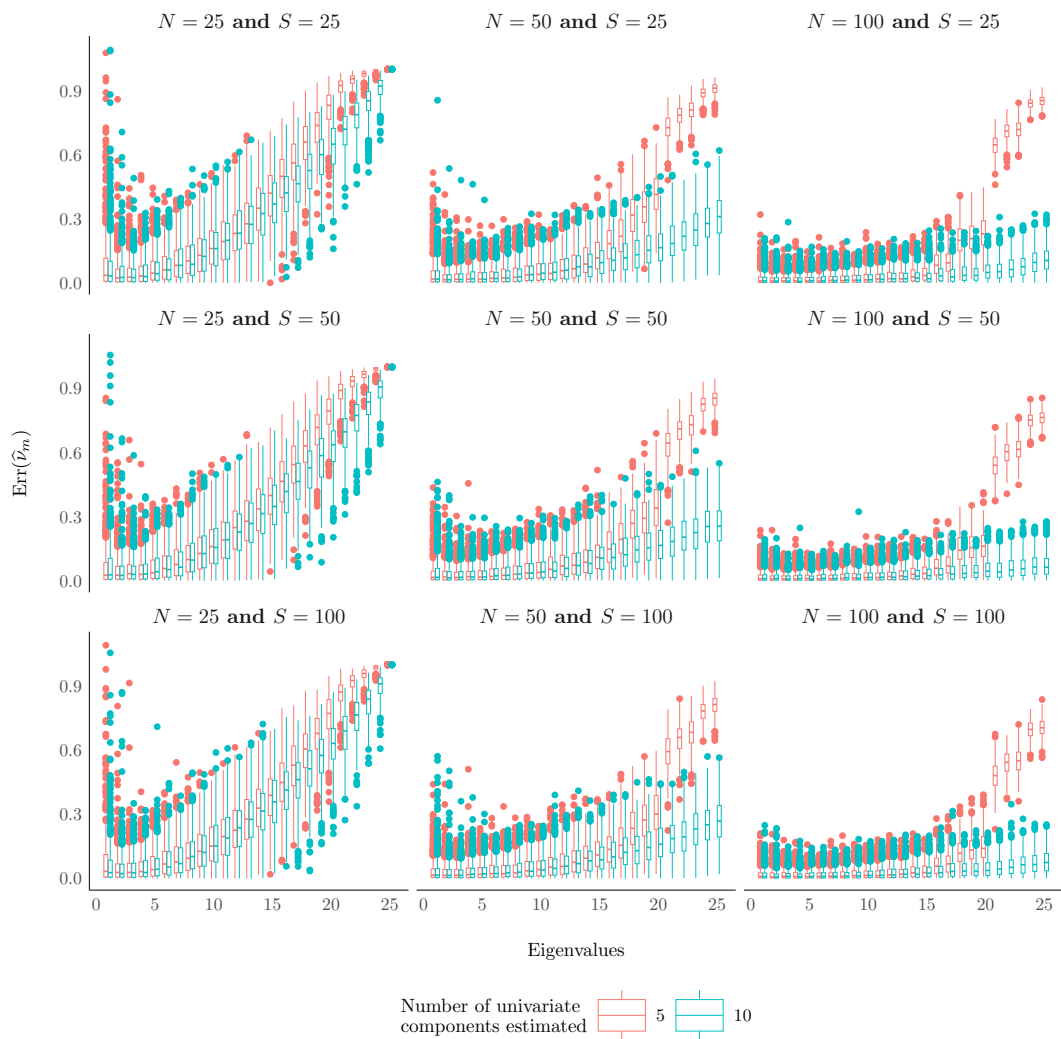 N = 25 and S = 25
N = 50 and S = 25
N = 100 and S = 25
0.9
0.6
0.3
0.0
N = 25 and S = 50
N = 50 and S = 50
N = 100 and S = 50
0.9
0.6
0.3
0.0
Err(ν̂ₘ)
N = 25 and S = 100
N = 50 and S = 100
N = 100 and S = 100
0.9
0.6
0.3
0.0
0 5 10 15 20 25
0 5 10 15 20 25
0 5 10 15 20 25
Eigenvalues
Number of univariate
components estimated
5
10